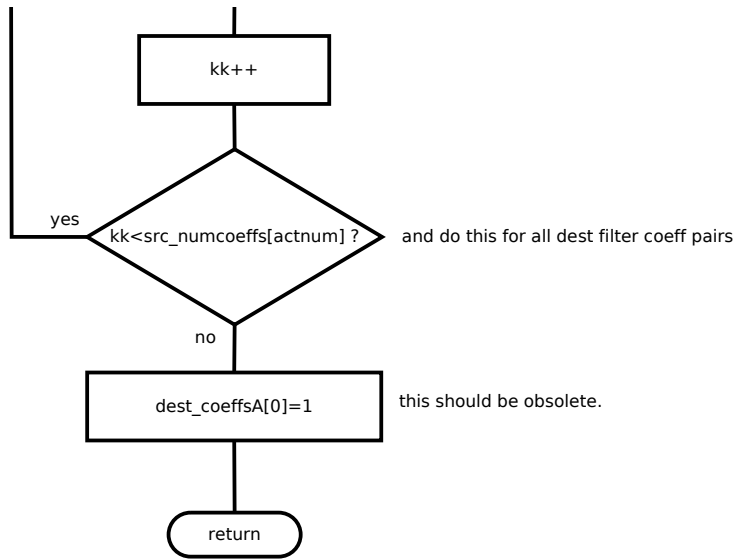 kk++
yes
kk<src_numcoeffs[actnum] ?
and do this for all dest filter coeff pairs
no
dest_coeffsA[0]=1
this should be obsolete.
return